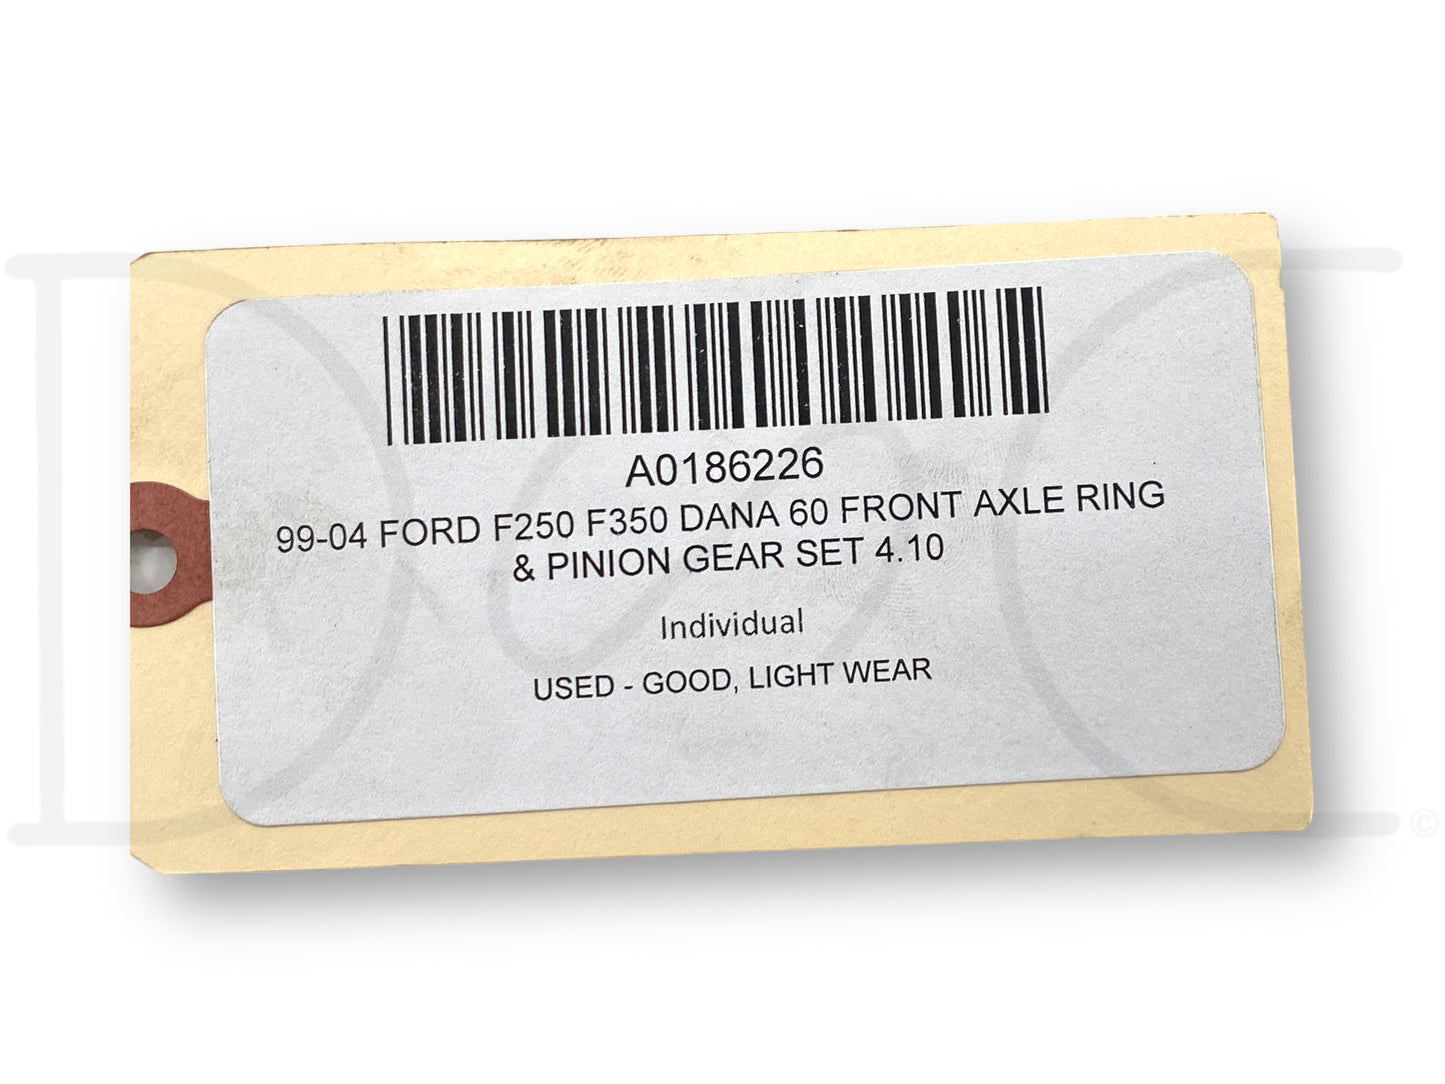 A0186226
99-04 FORD F250 F350 DANA 60 FRONT AXLE RING
& PINION GEAR SET 4.10
Individual
USED - GOOD, LIGHT WEAR
©